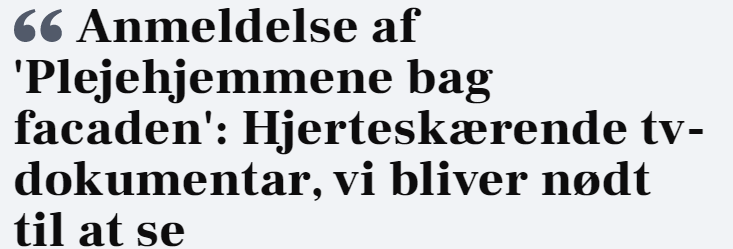 “ Anmeldelse af
'Plejehjemmene bag
facaden': Hjerteskærende tv-
dokumentar, vi bliver nødt
til at se